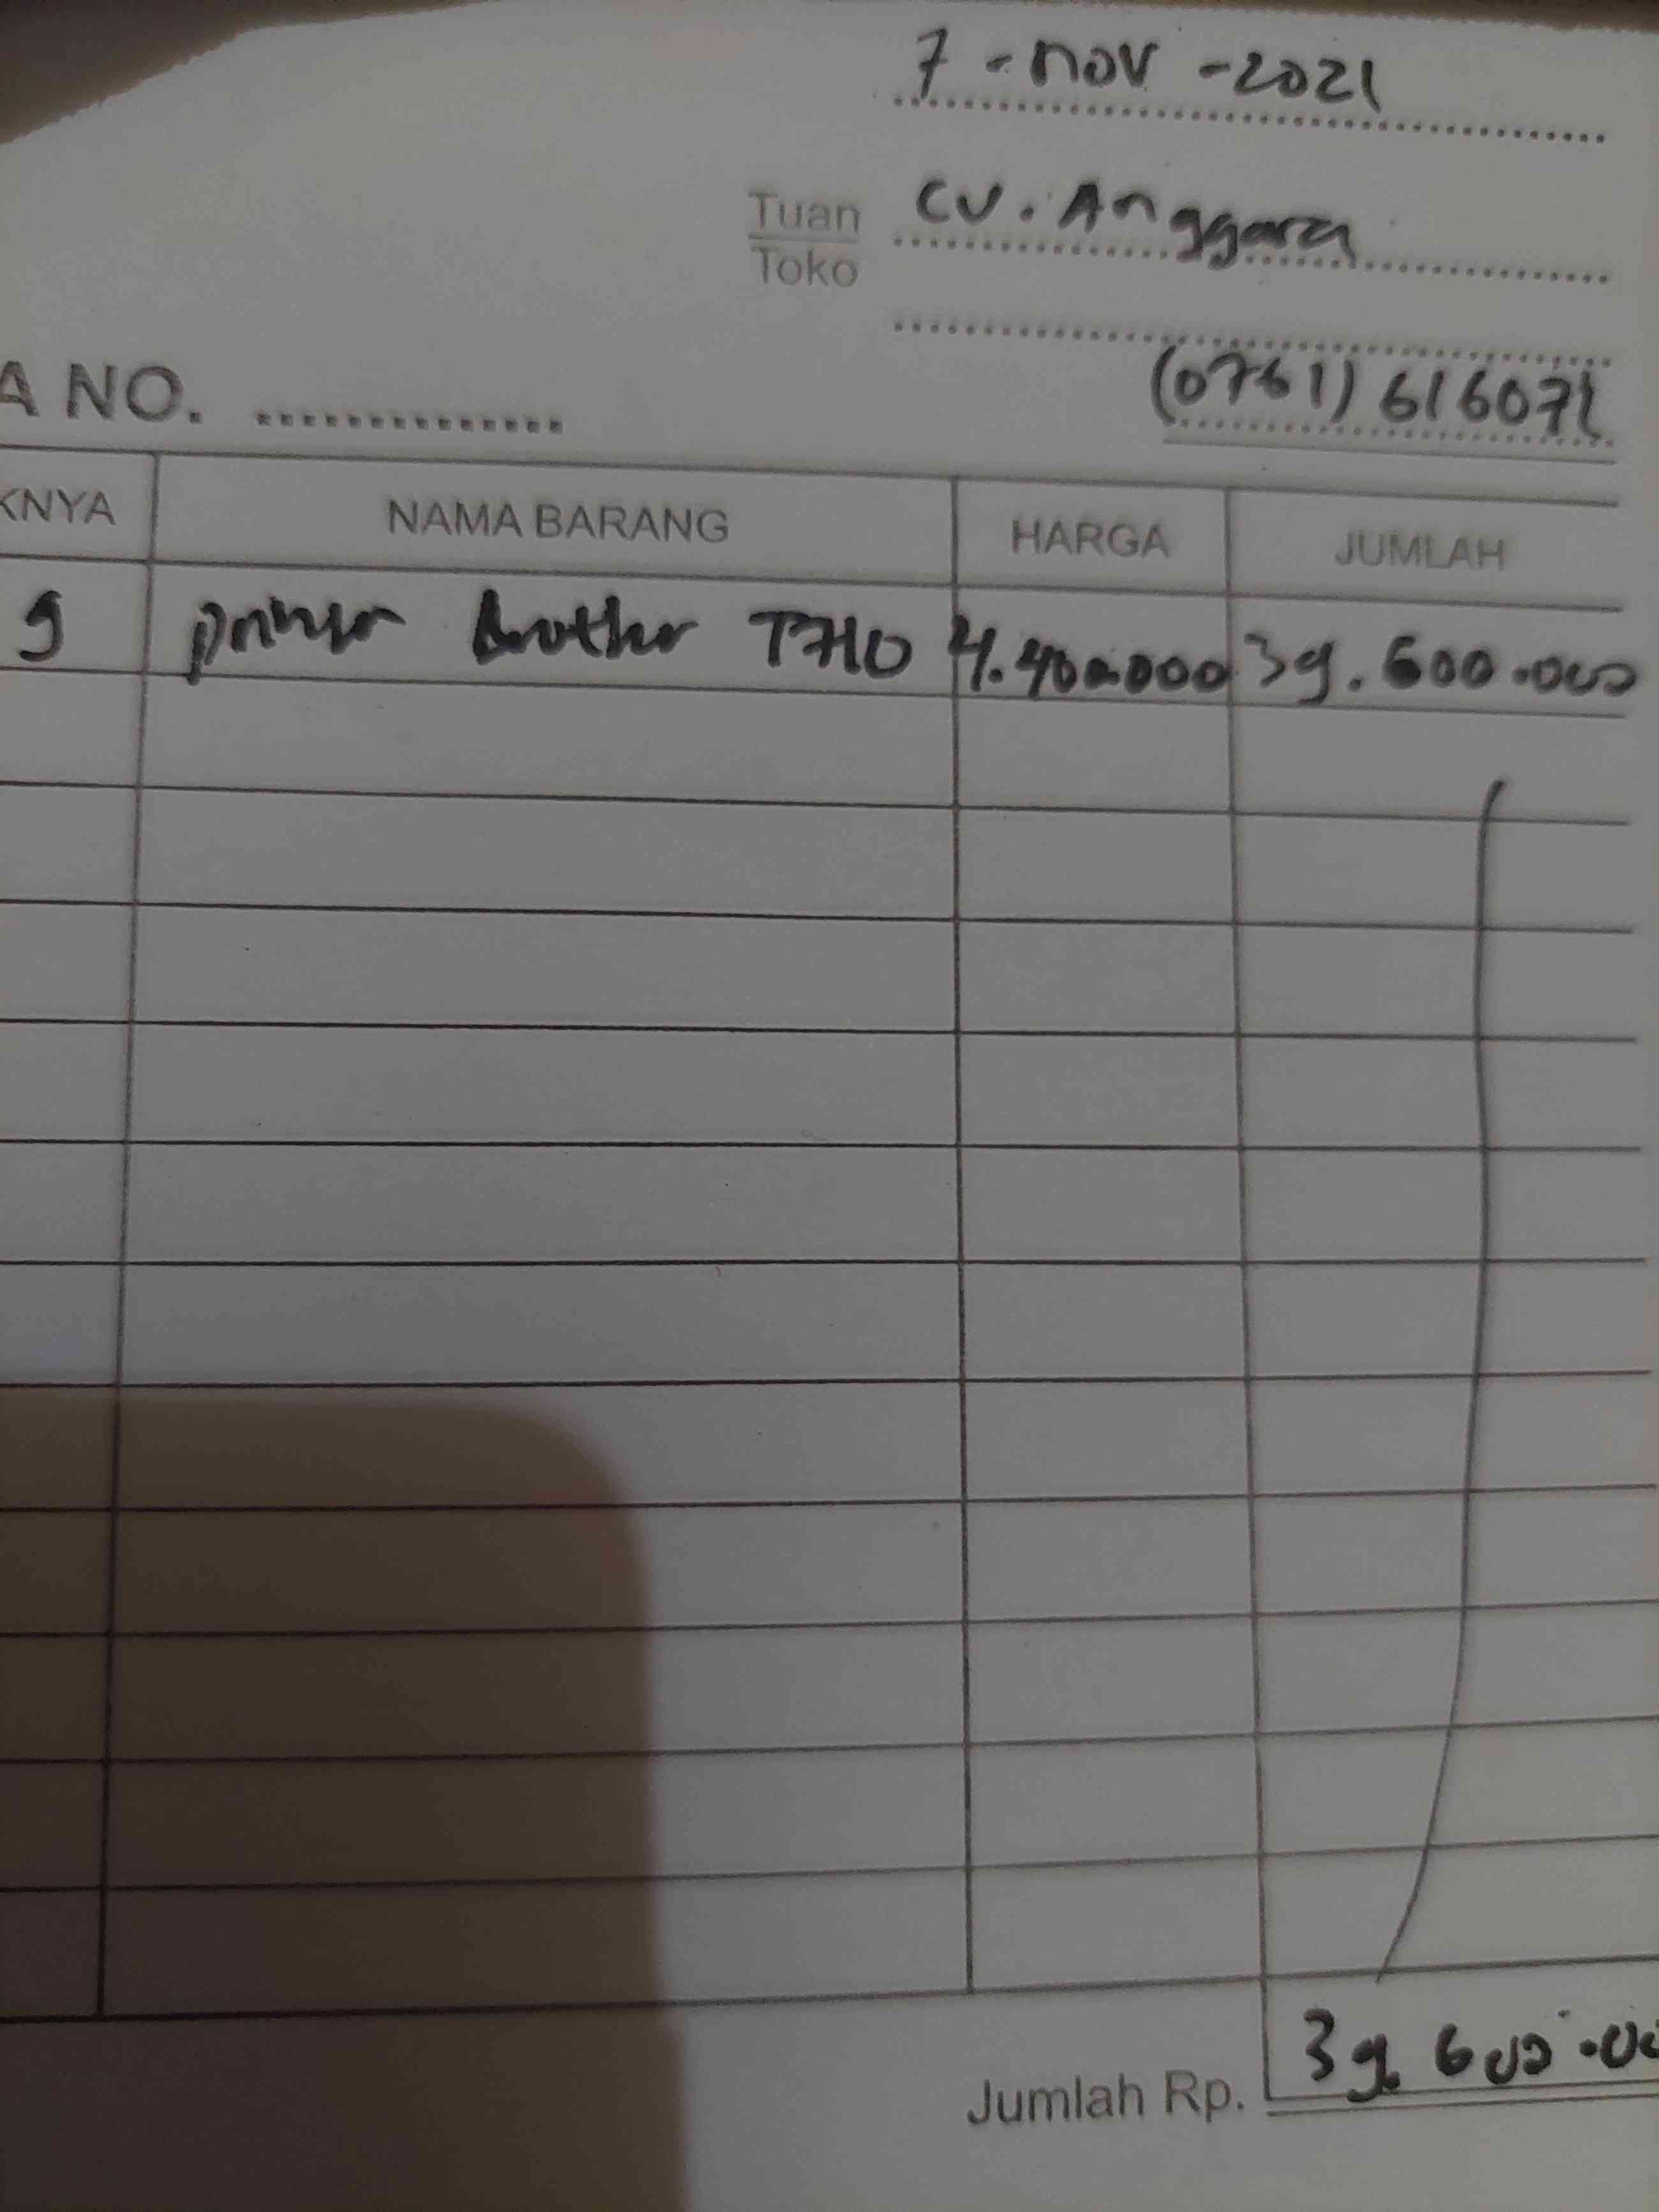 7 - nov - 2021
Tuan CV. Anggara
Toko
(0761) 616071
A NO. ..............
KNYA NAMA BARANG HARGA JUMLAH
9 printer brother T710 4.400.000 39.600.000
Jumlah Rp. 39.600.00